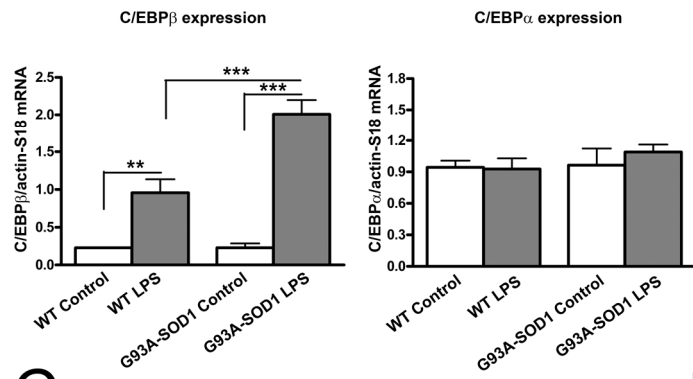 C/EBPβ expression
C/EBPβ/actin-S18 mRNA
2.5
2.0
1.5
1.0
0.5
0.0
**
***
***
WT Control
WT LPS
G93A-SOD1 Control
G93A-SOD1 LPS
C/EBPα expression
C/EBPα/actin-S18 mRNA
1.8
1.5
1.2
0.9
0.6
0.3
0.0
WT Control
WT LPS
G93A-SOD1 Control
G93A-SOD1 LPS